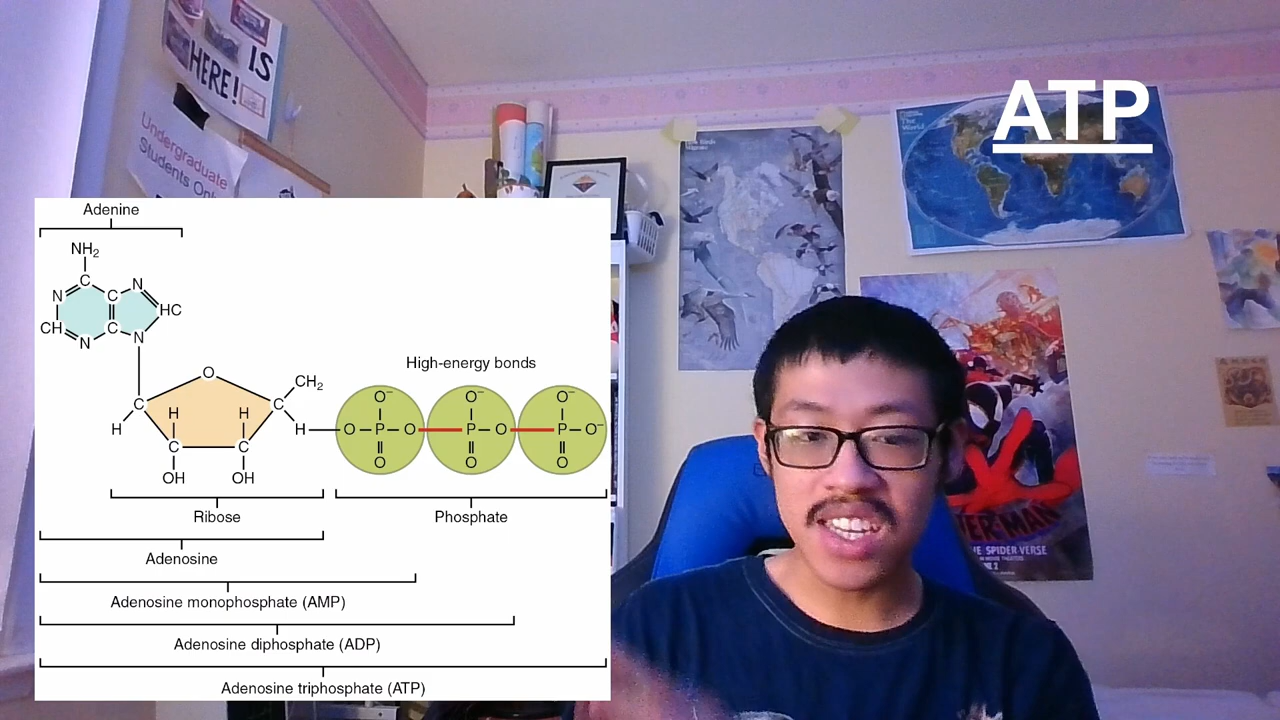 IS
HERE!
Undergraduate
Students Only
The
World
ATP
Adenine
NH2
C
N
C
N
HC
CH
N
C
N
High-energy bonds
O
CH2
C
C
H
H
H
H
C
C
OH
OH
O⁻
O⁻
O⁻
O
P
O
P
O
P
O⁻
O
O
O
Ribose
Phosphate
Adenosine
Adenosine monophosphate (AMP)
Adenosine diphosphate (ADP)
Adenosine triphosphate (ATP)
ER-MAN
E SPIDER-VERSE